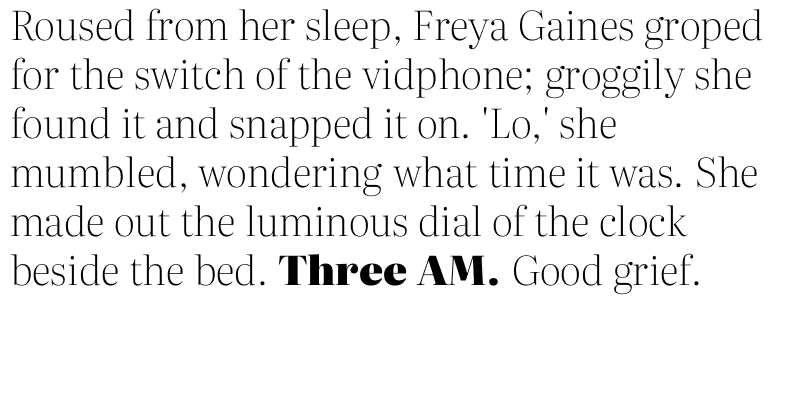 Roused from her sleep, Freya Gaines groped
for the switch of the vidphone; groggily she
found it and snapped it on. 'Lo,' she
mumbled, wondering what time it was. She
made out the luminous dial of the clock
beside the bed. Three AM. Good grief.